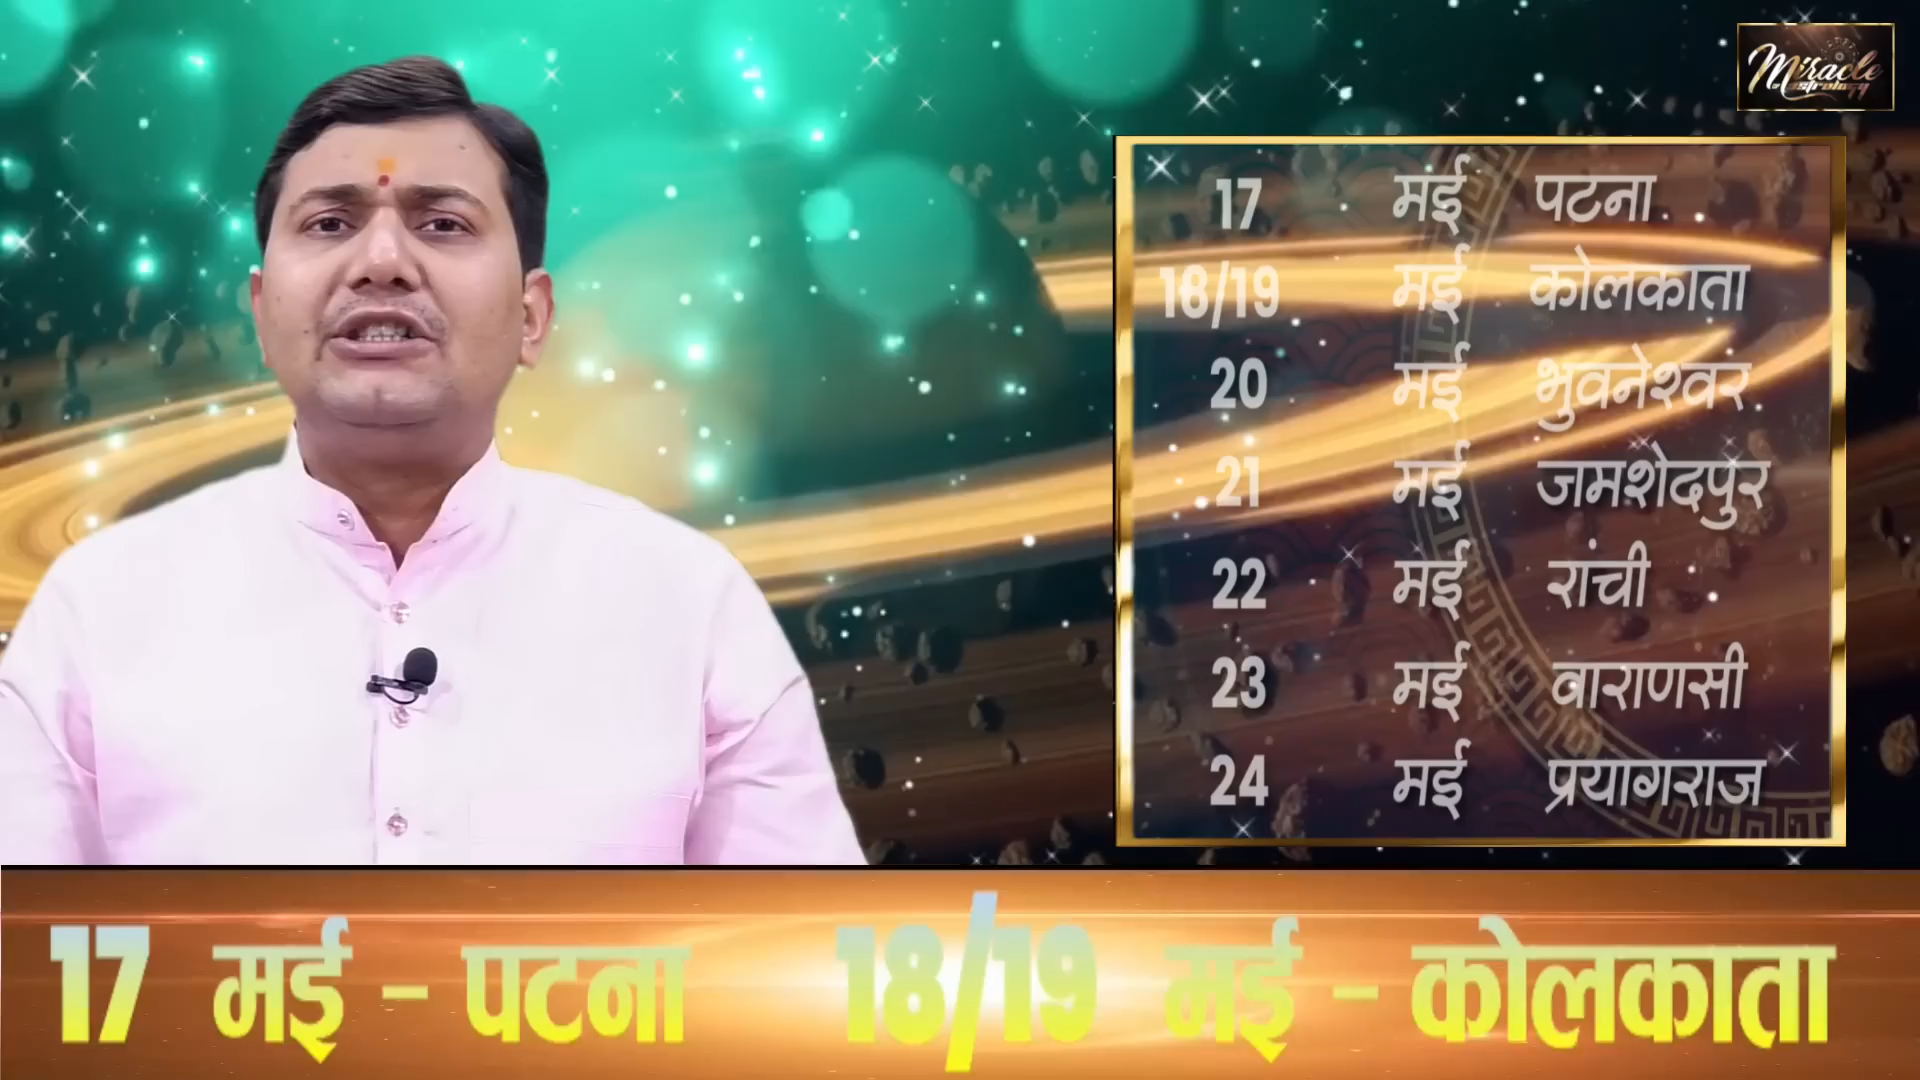 Miracle
of Astrology
17 मई पटना
18/19 मई कोलकाता
20 मई भुवनेश्वर
21 मई जमशेदपुर
22 मई रांची
23 मई वाराणसी
24 मई प्रयागराज
17 मई - पटना 18/19 मई - कोलकाता